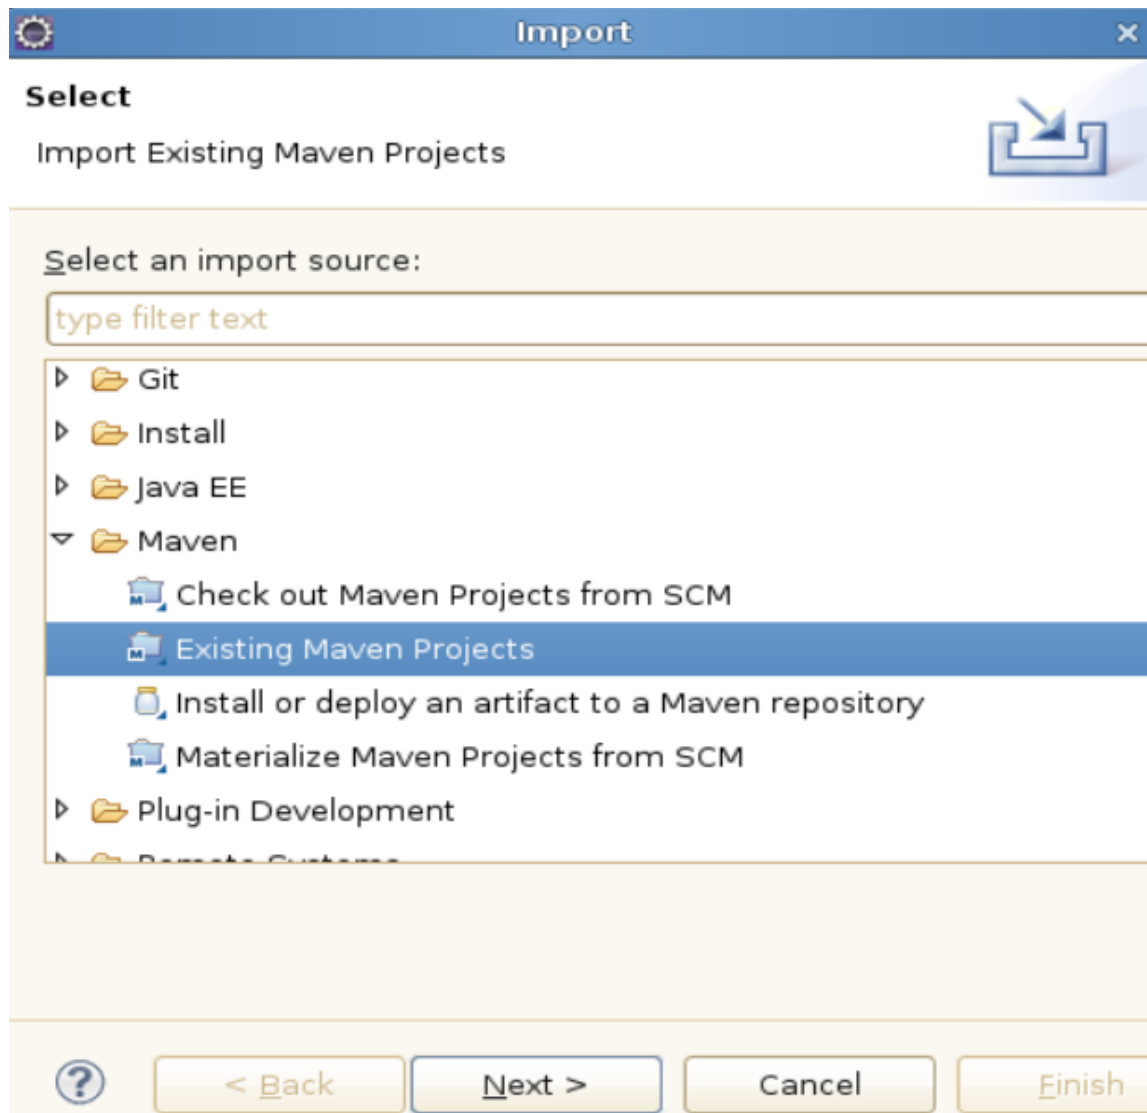 Import
Select
Import Existing Maven Projects
Select an import source:
type filter text
Git
Install
Java EE
Maven
Check out Maven Projects from SCM
Existing Maven Projects
Install or deploy an artifact to a Maven repository
Materialize Maven Projects from SCM
Plug-in Development
Remote Systems
? < Back Next > Cancel Finish